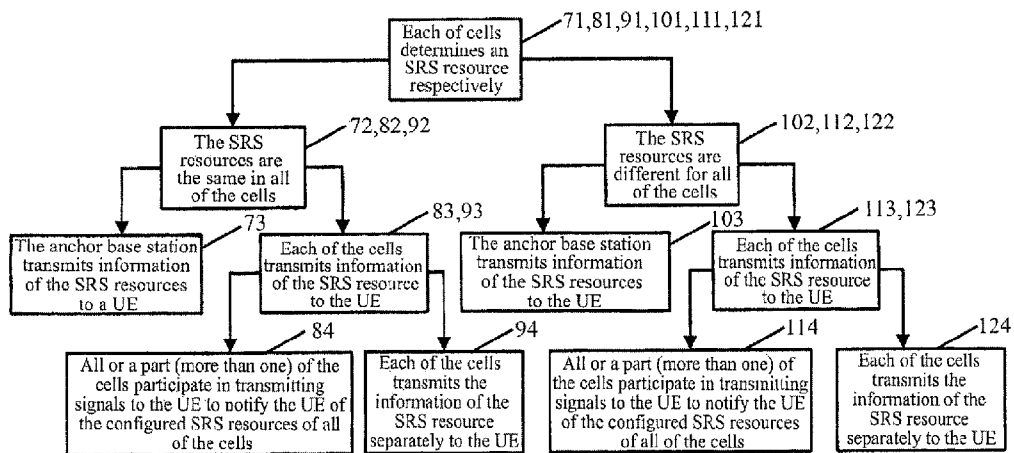 71,81,91,101,111,121
Each of cells
determines an
SRS resource
respectively
72,82,92
The SRS
resources are
the same in all
of the cells
102,112,122
The SRS
resources are
different for all
of the cells
73
The anchor base station
transmits information
of the SRS resources
to a UE
83,93
Each of the cells
transmits information
of the SRS resource
to the UE
103
The anchor base station
transmits information
of the SRS resources
to the UE
113,123
Each of the cells
transmits information
of the SRS resource
to the UE
84
All or a part (more than one) of the
cells participate in transmitting
signals to the UE to notify the UE of
the configured SRS resources of all
of the cells
94
Each of the cells
transmits the
information of the
SRS resource
separately to the UE
114
All or a part (more than one) of
the cells participate in transmitting
signals to the UE to notify the UE
of the configured SRS resources
of all of the cells
124
Each of the cells
transmits the
information of the
SRS resource
separately to the UE